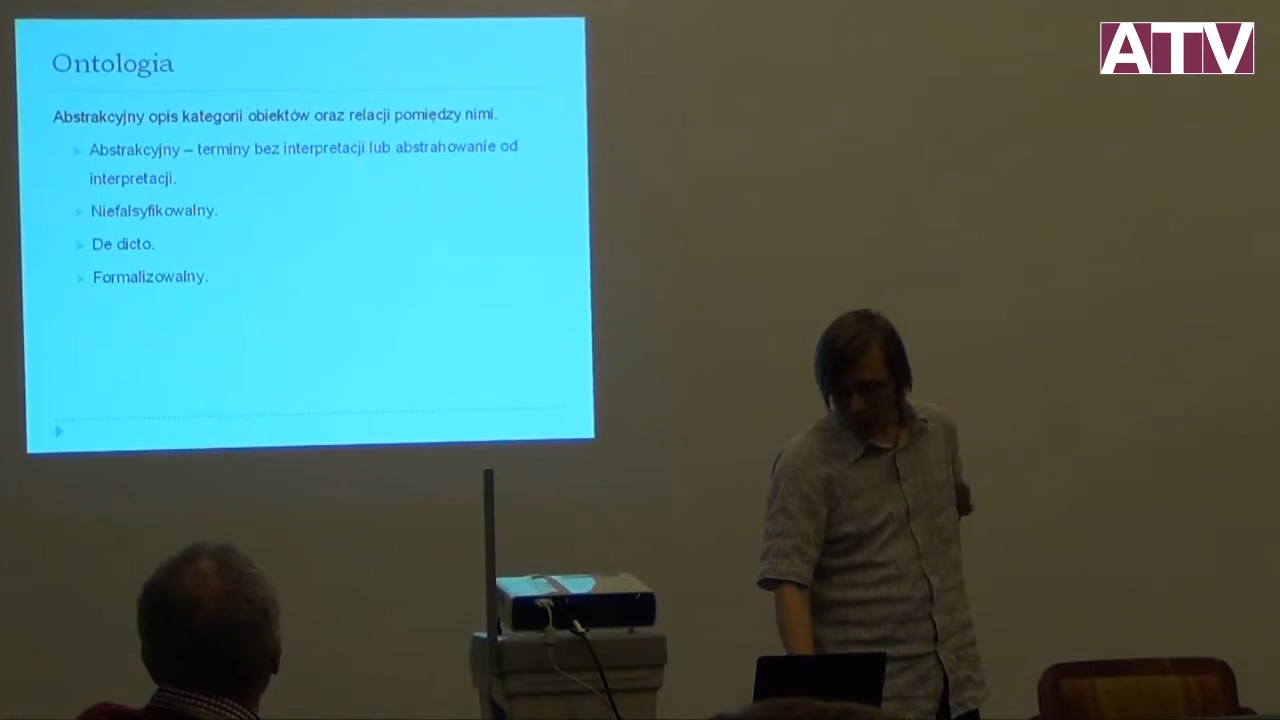 ATV
Ontologia
Abstrakcyjny opis kategorii obiektów oraz relacji pomiędzy nimi.
Abstrakcyjny – terminy bez interpretacji lub abstrahowanie od
interpretacji.
Niefalsyfikowalny.
De dicto.
Formalizowalny.